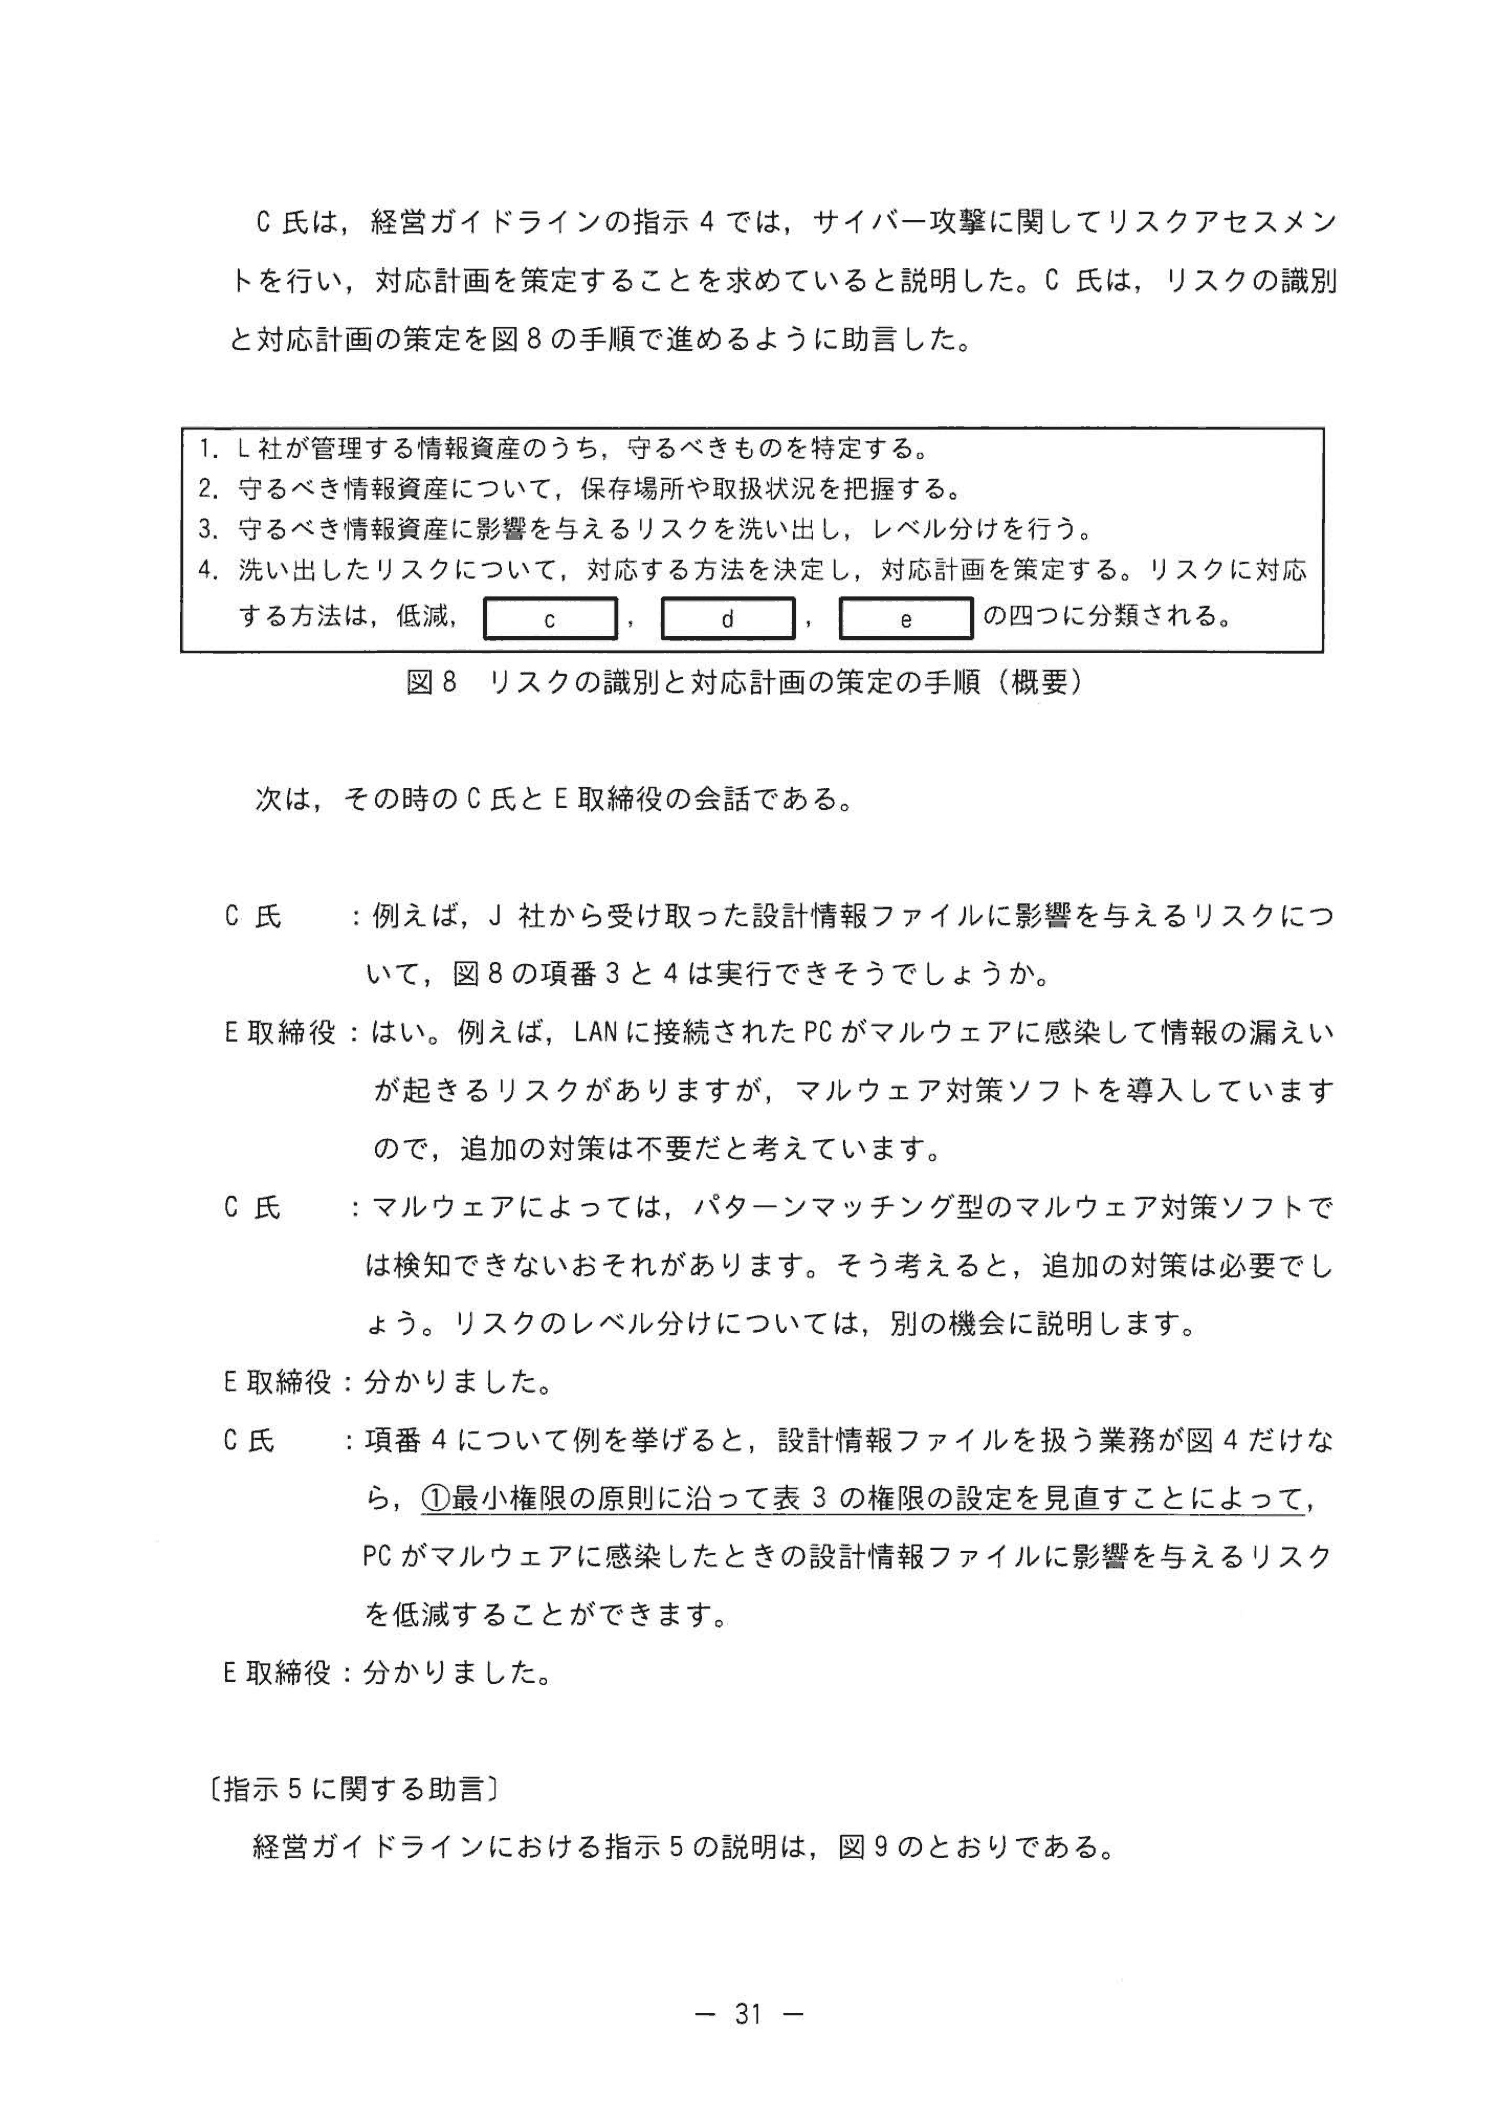 C 氏は，経営ガイドラインの指示 4 では，サイバー攻撃に関してリスクアセスメン
トを行い，対応計画を策定することを求めていると説明した。C 氏は，リスクの識別
と対応計画の策定を図 8 の手順で進めるように助言した。
1. L 社が管理する情報資産のうち，守るべきものを特定する。
2. 守るべき情報資産について，保存場所や取扱状況を把握する。
3. 守るべき情報資産に影響を与えるリスクを洗い出し，レベル分けを行う。
4. 洗い出したリスクについて，対応する方法を決定し，対応計画を策定する。リスクに対応
する方法は，低減， c ， d ， e の四つに分類される。
図 8 リスクの識別と対応計画の策定の手順（概要）
次は，その時の C 氏と E 取締役の会話である。
C 氏 ：例えば，J 社から受け取った設計情報ファイルに影響を与えるリスクにつ
いて，図 8 の項番 3 と 4 は実行できそうでしょうか。
E 取締役：はい。例えば，LAN に接続された PC がマルウェアに感染して情報の漏えい
が起きるリスクがありますが，マルウェア対策ソフトを導入しています
ので，追加の対策は不要だと考えています。
C 氏 ：マルウェアによっては，パターンマッチング型のマルウェア対策ソフトで
は検知できないおそれがあります。そう考えると，追加の対策は必要でし
ょう。リスクのレベル分けについては，別の機会に説明します。
E 取締役：分かりました。
C 氏 ：項番 4 について例を挙げると，設計情報ファイルを扱う業務が図 4 だけな
ら，①最小権限の原則に沿って表 3 の権限の設定を見直すことによって，
PC がマルウェアに感染したときの設計情報ファイルに影響を与えるリスク
を低減することができます。
E 取締役：分かりました。
〔指示 5 に関する助言〕
経営ガイドラインにおける指示 5 の説明は，図 9 のとおりである。
－ 31 －